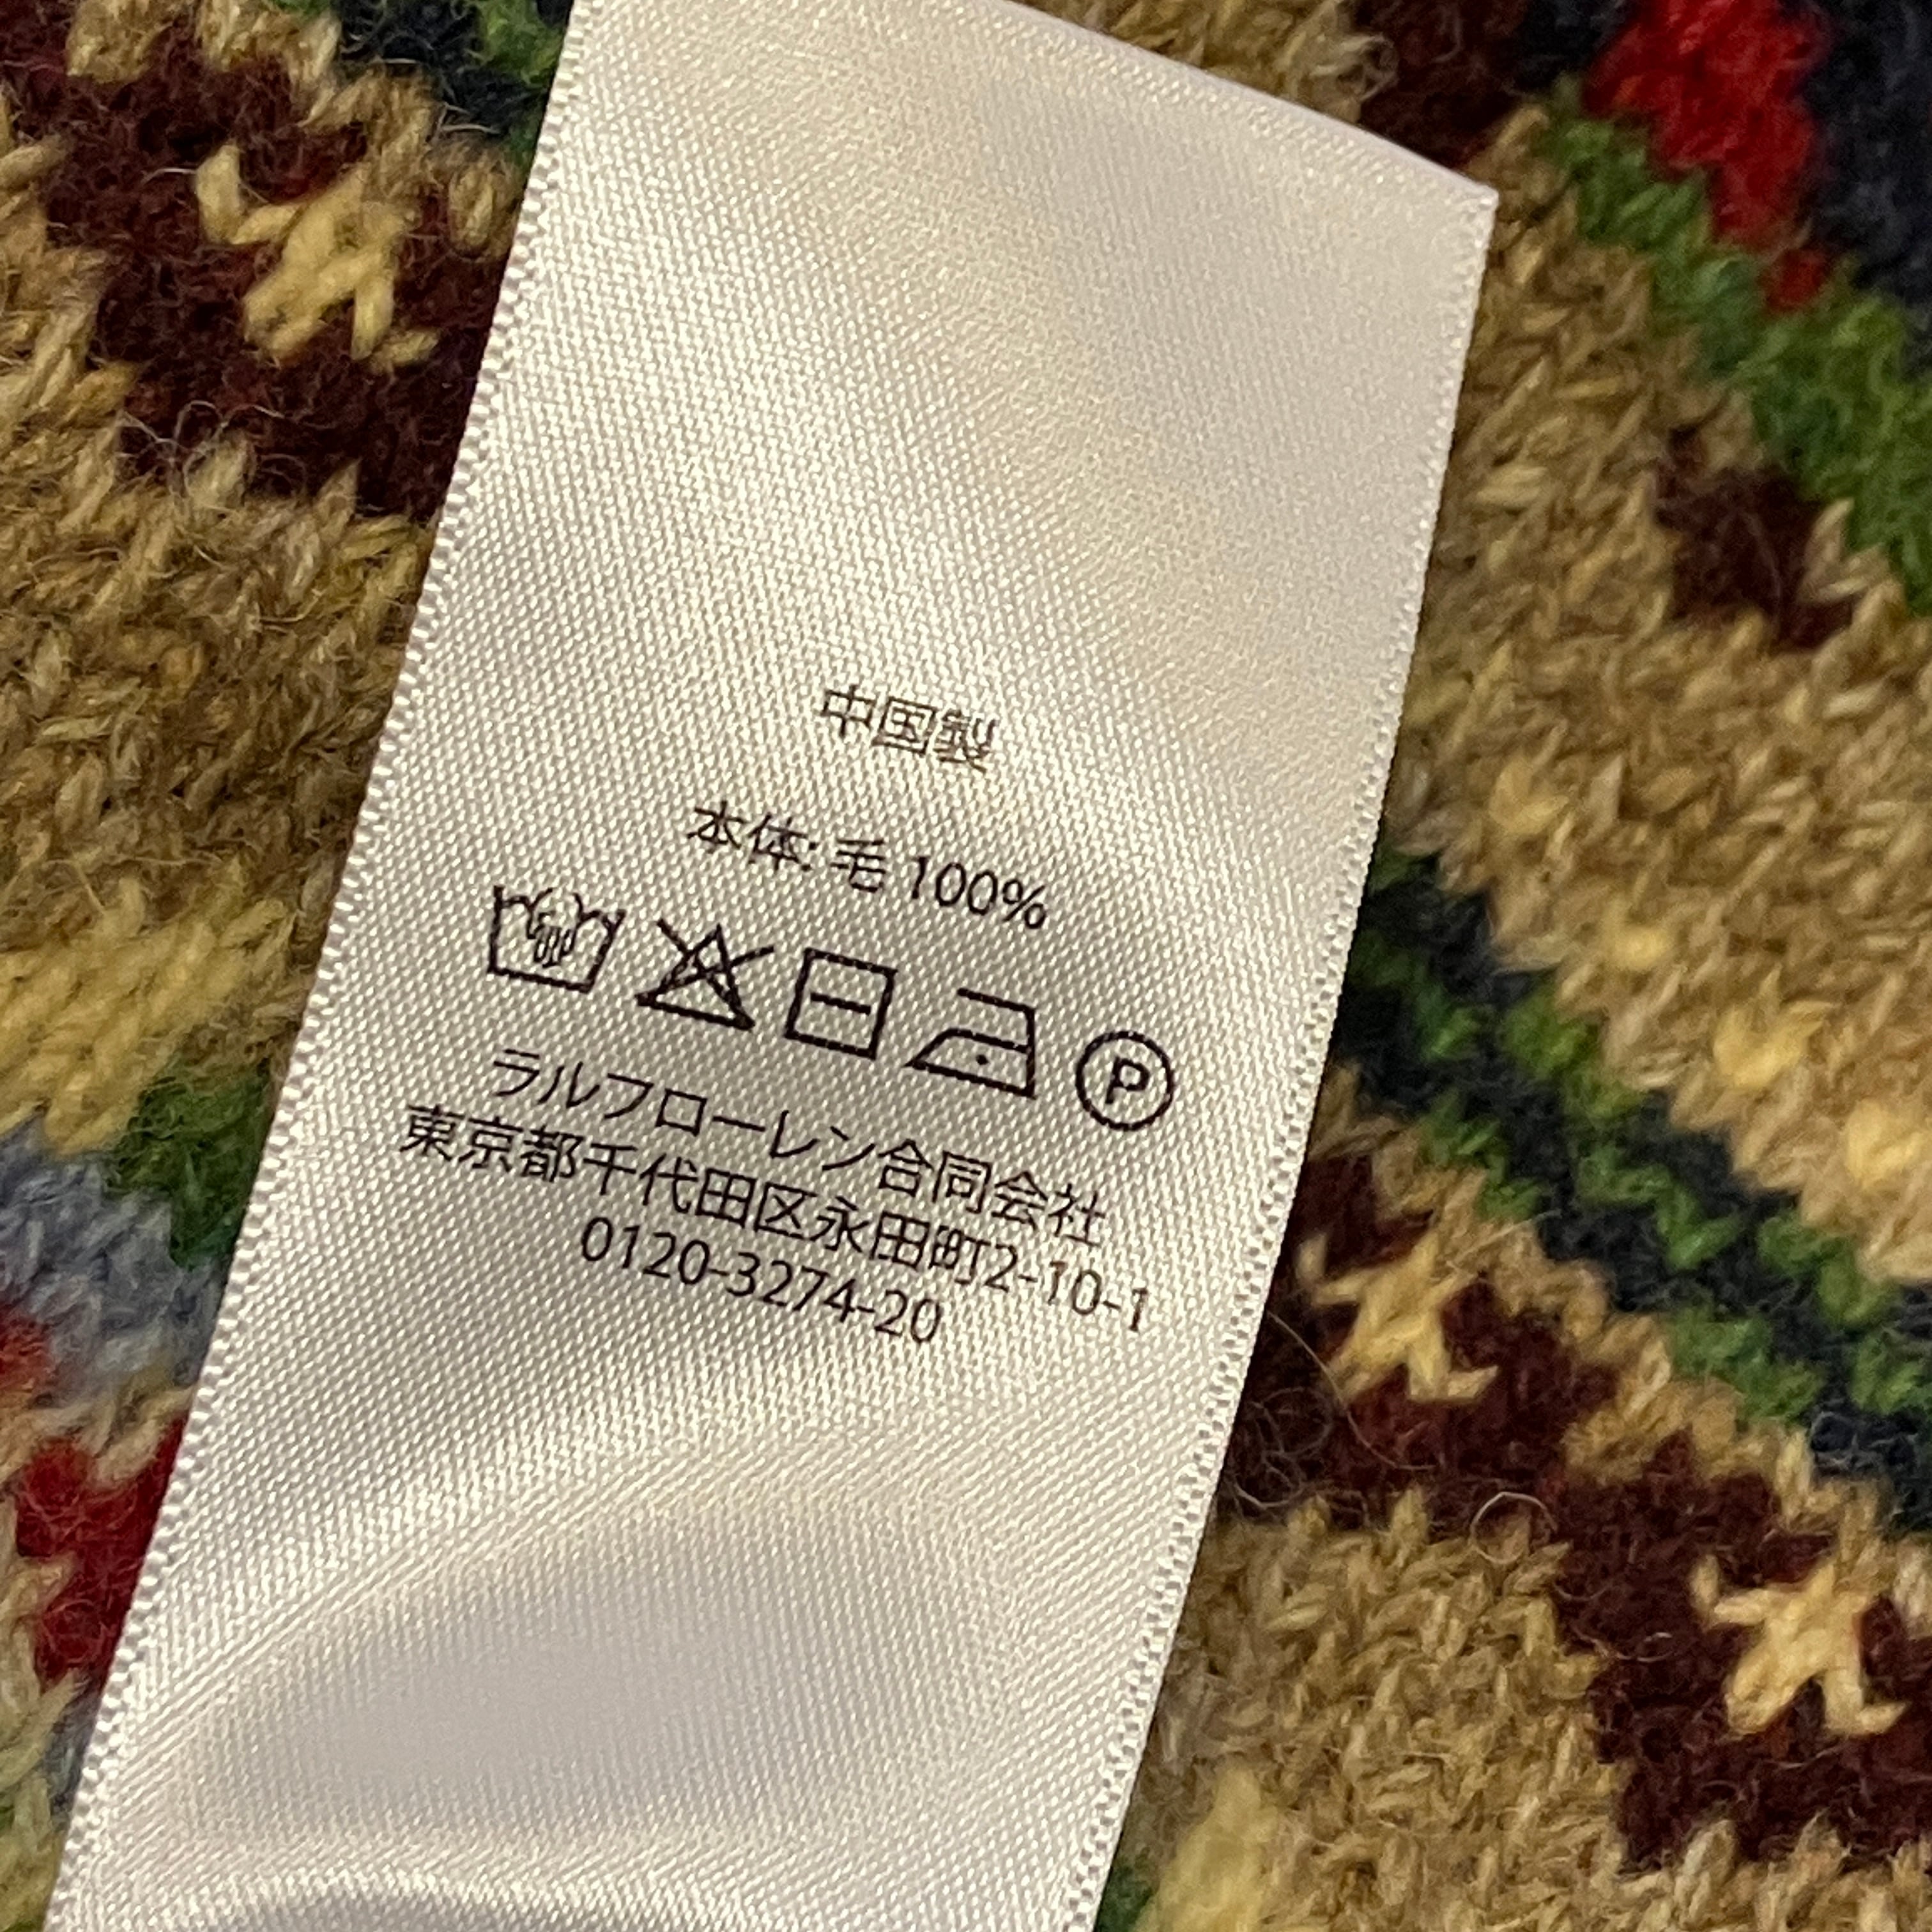 中国製
本体: 毛 100%
P
ラルフローレン合同会社
東京都千代田区永田町2-10-1
0120-3274-20